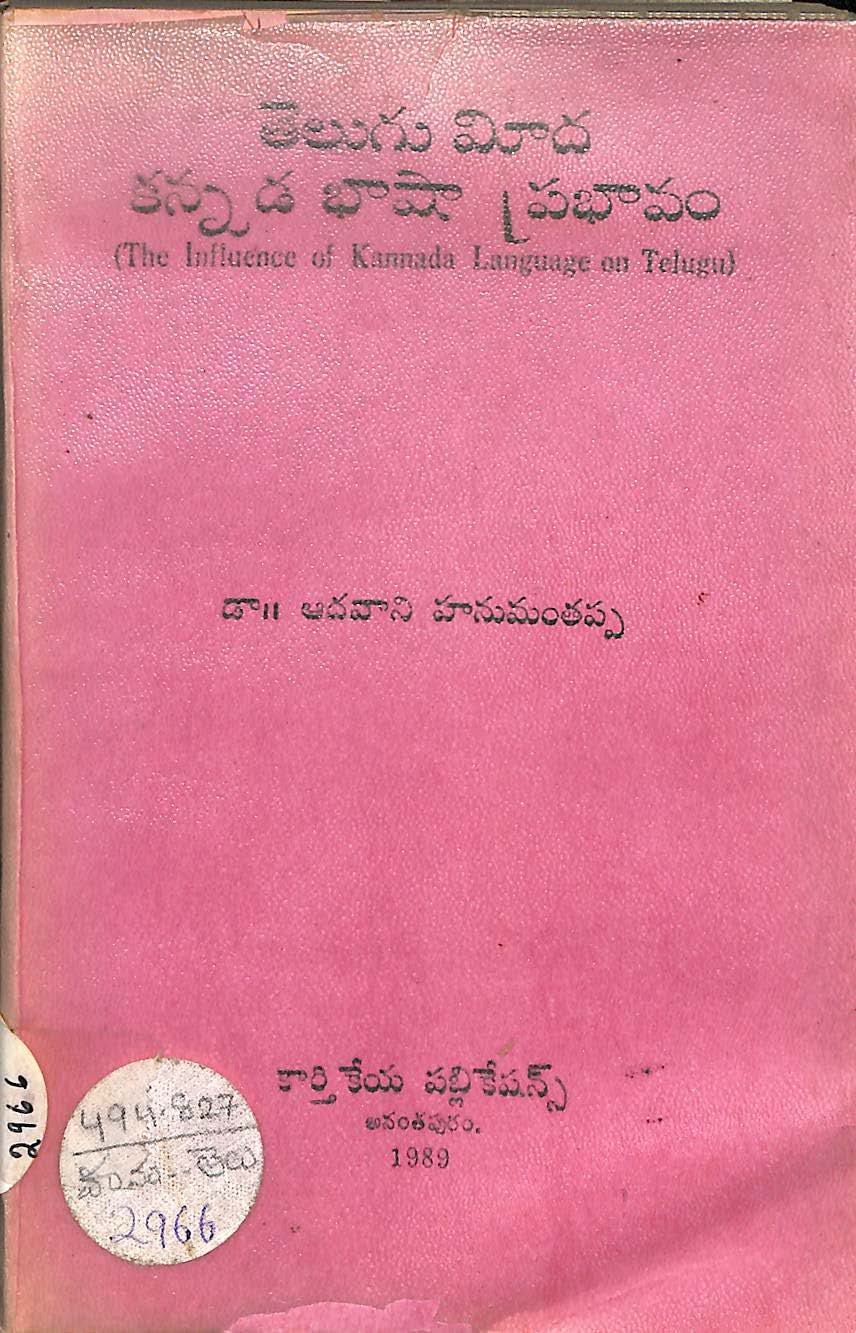 తెలుగు మీద
కన్నడ భాషా ప్రభావం
(The Influence of Kannada Language on Telugu)
డా॥ ఆదవాని హనుమంతప్ప
కార్తికేయ పబ్లికేషన్స్
అనంతపురం.
1989
2966
494.827
తెలు
2966